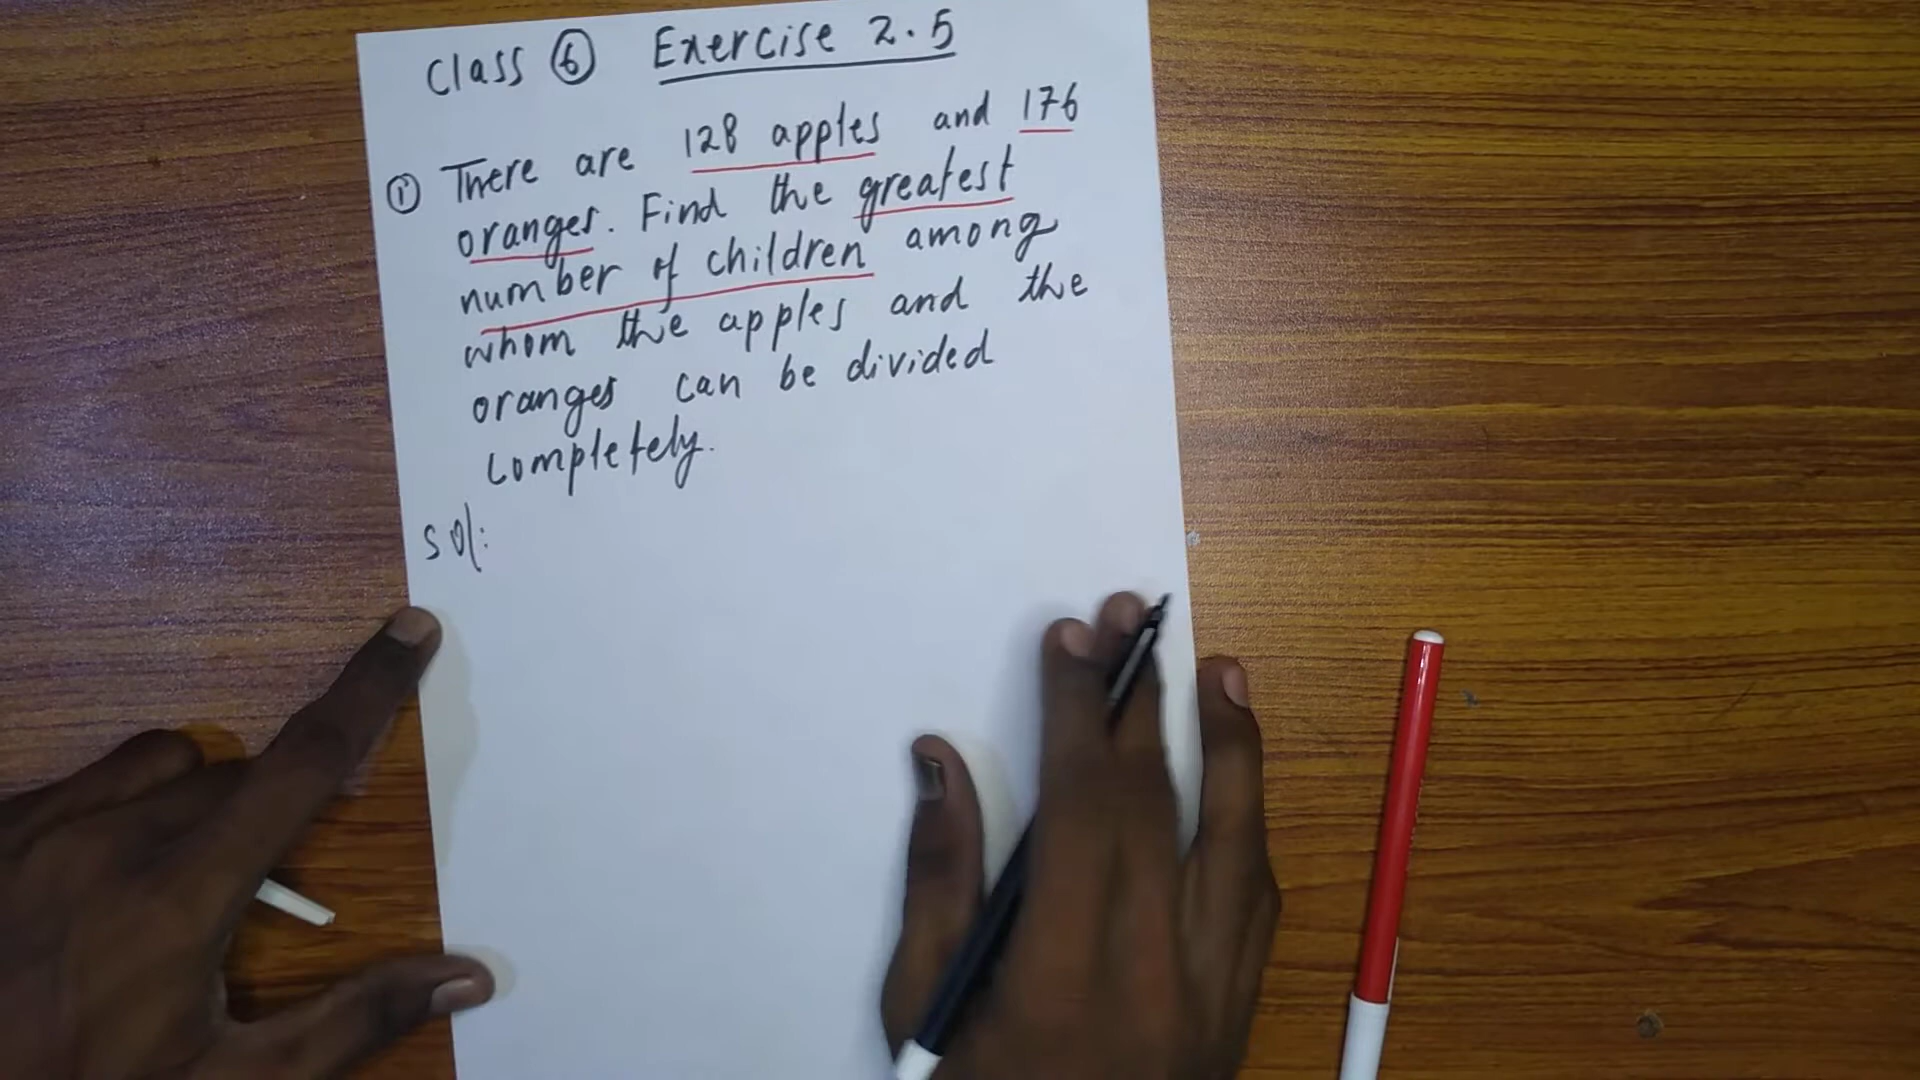 Class ⑥ Exercise 2.5
① There are 128 apples and 176
oranges. Find the greatest
number of children among
whom the apples and the
oranges can be divided
completely.
Sol: